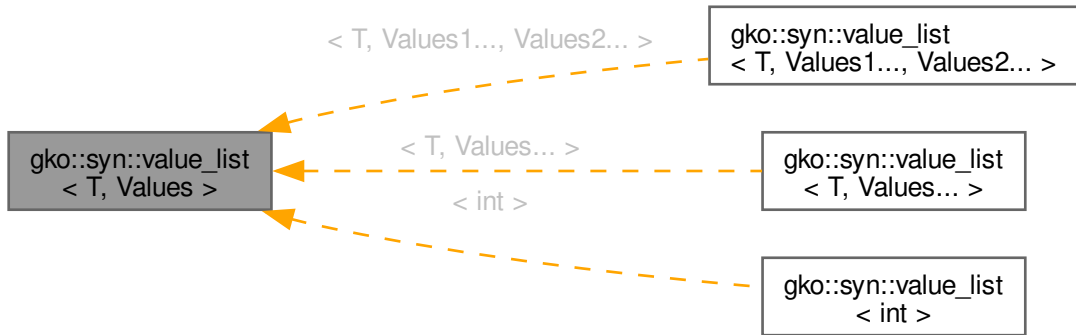 < T, Values1..., Values2... >
gko::syn::value_list
< T, Values1..., Values2... >
gko::syn::value_list
< T, Values >
< T, Values... >
gko::syn::value_list
< T, Values... >
< int >
gko::syn::value_list
< int >